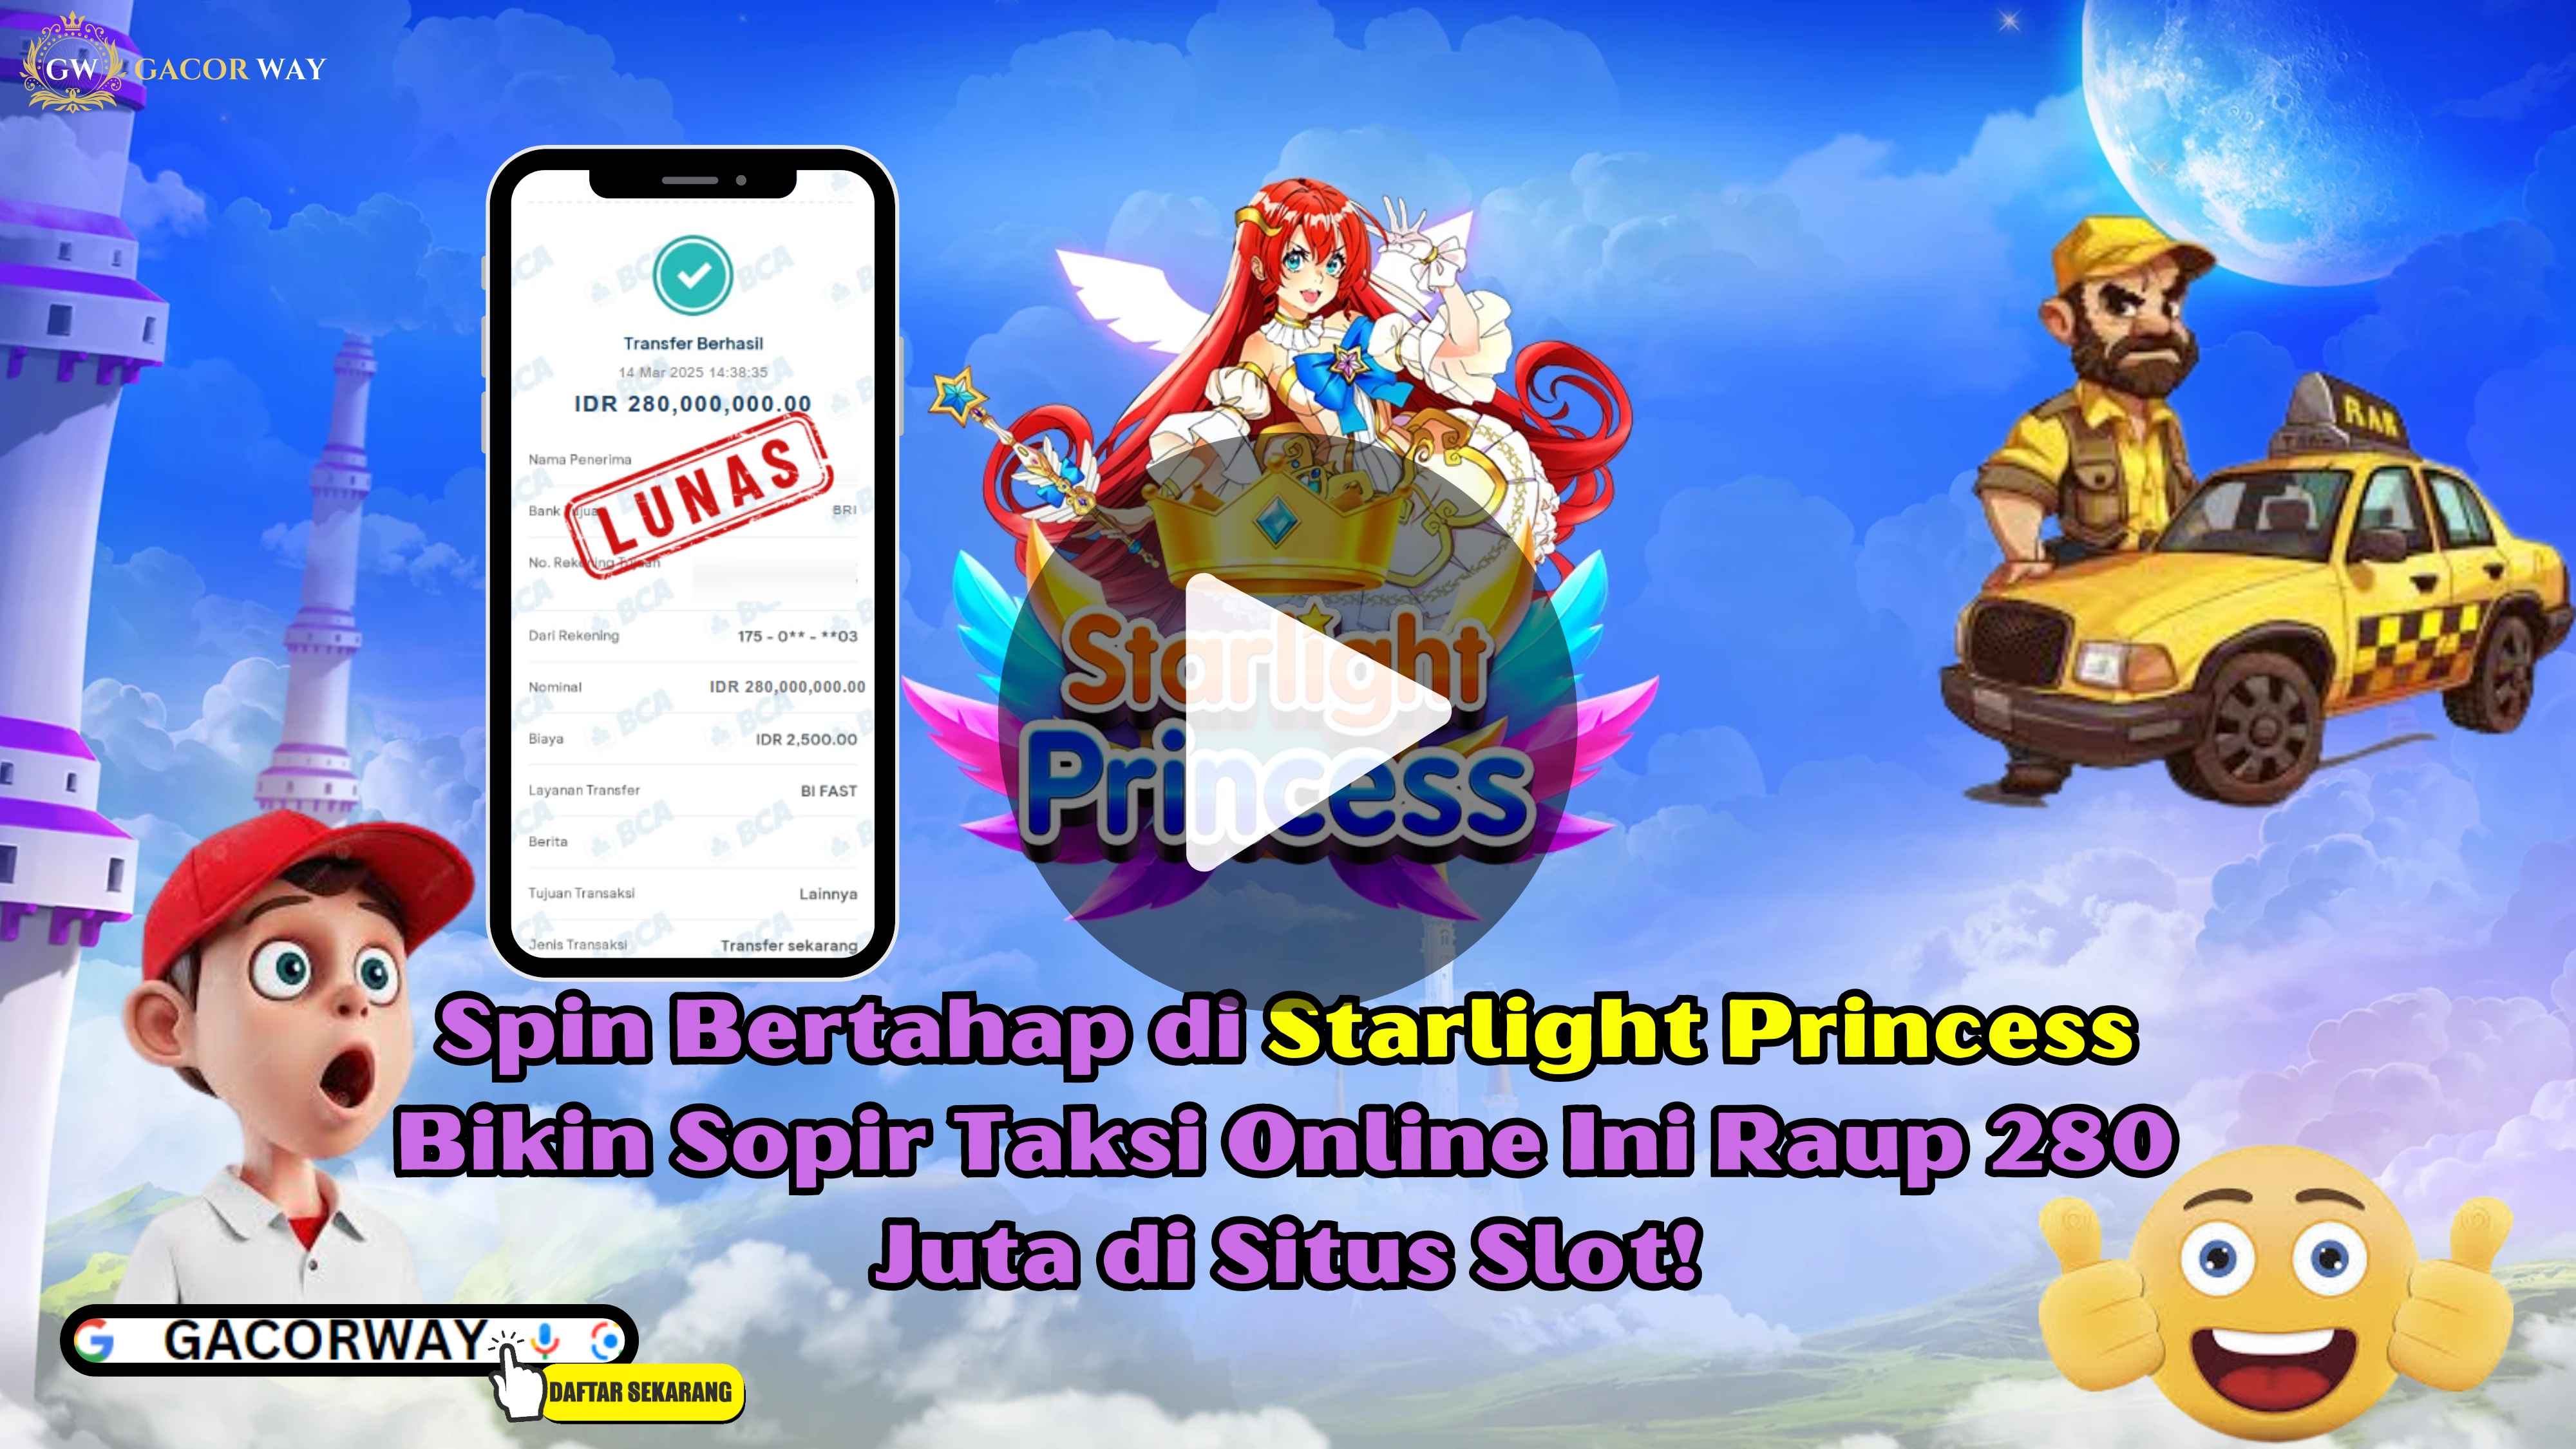 GW GACOR WAY
Transfer Berhasil
14 Mar 2025 14:38:35
IDR 280,000,000.00
LUNAS
Nama Penerima
Bank BRI
No. Rekening
Dari Rekening 175 - 0** - **03
Nominal IDR 280,000,000.00
Biaya IDR 2,500.00
Layanan Transfer BI FAST
Berita
Tujuan Transaksi Lainnya
Jenis Transaksi Transfer sekarang
BCA
Starlight
Princess
Spin Bertahap di Starlight Princess
Bikin Sopir Taksi Online Ini Raup 280
Juta di Situs Slot!
GACORWAY
DAFTAR SEKARANG